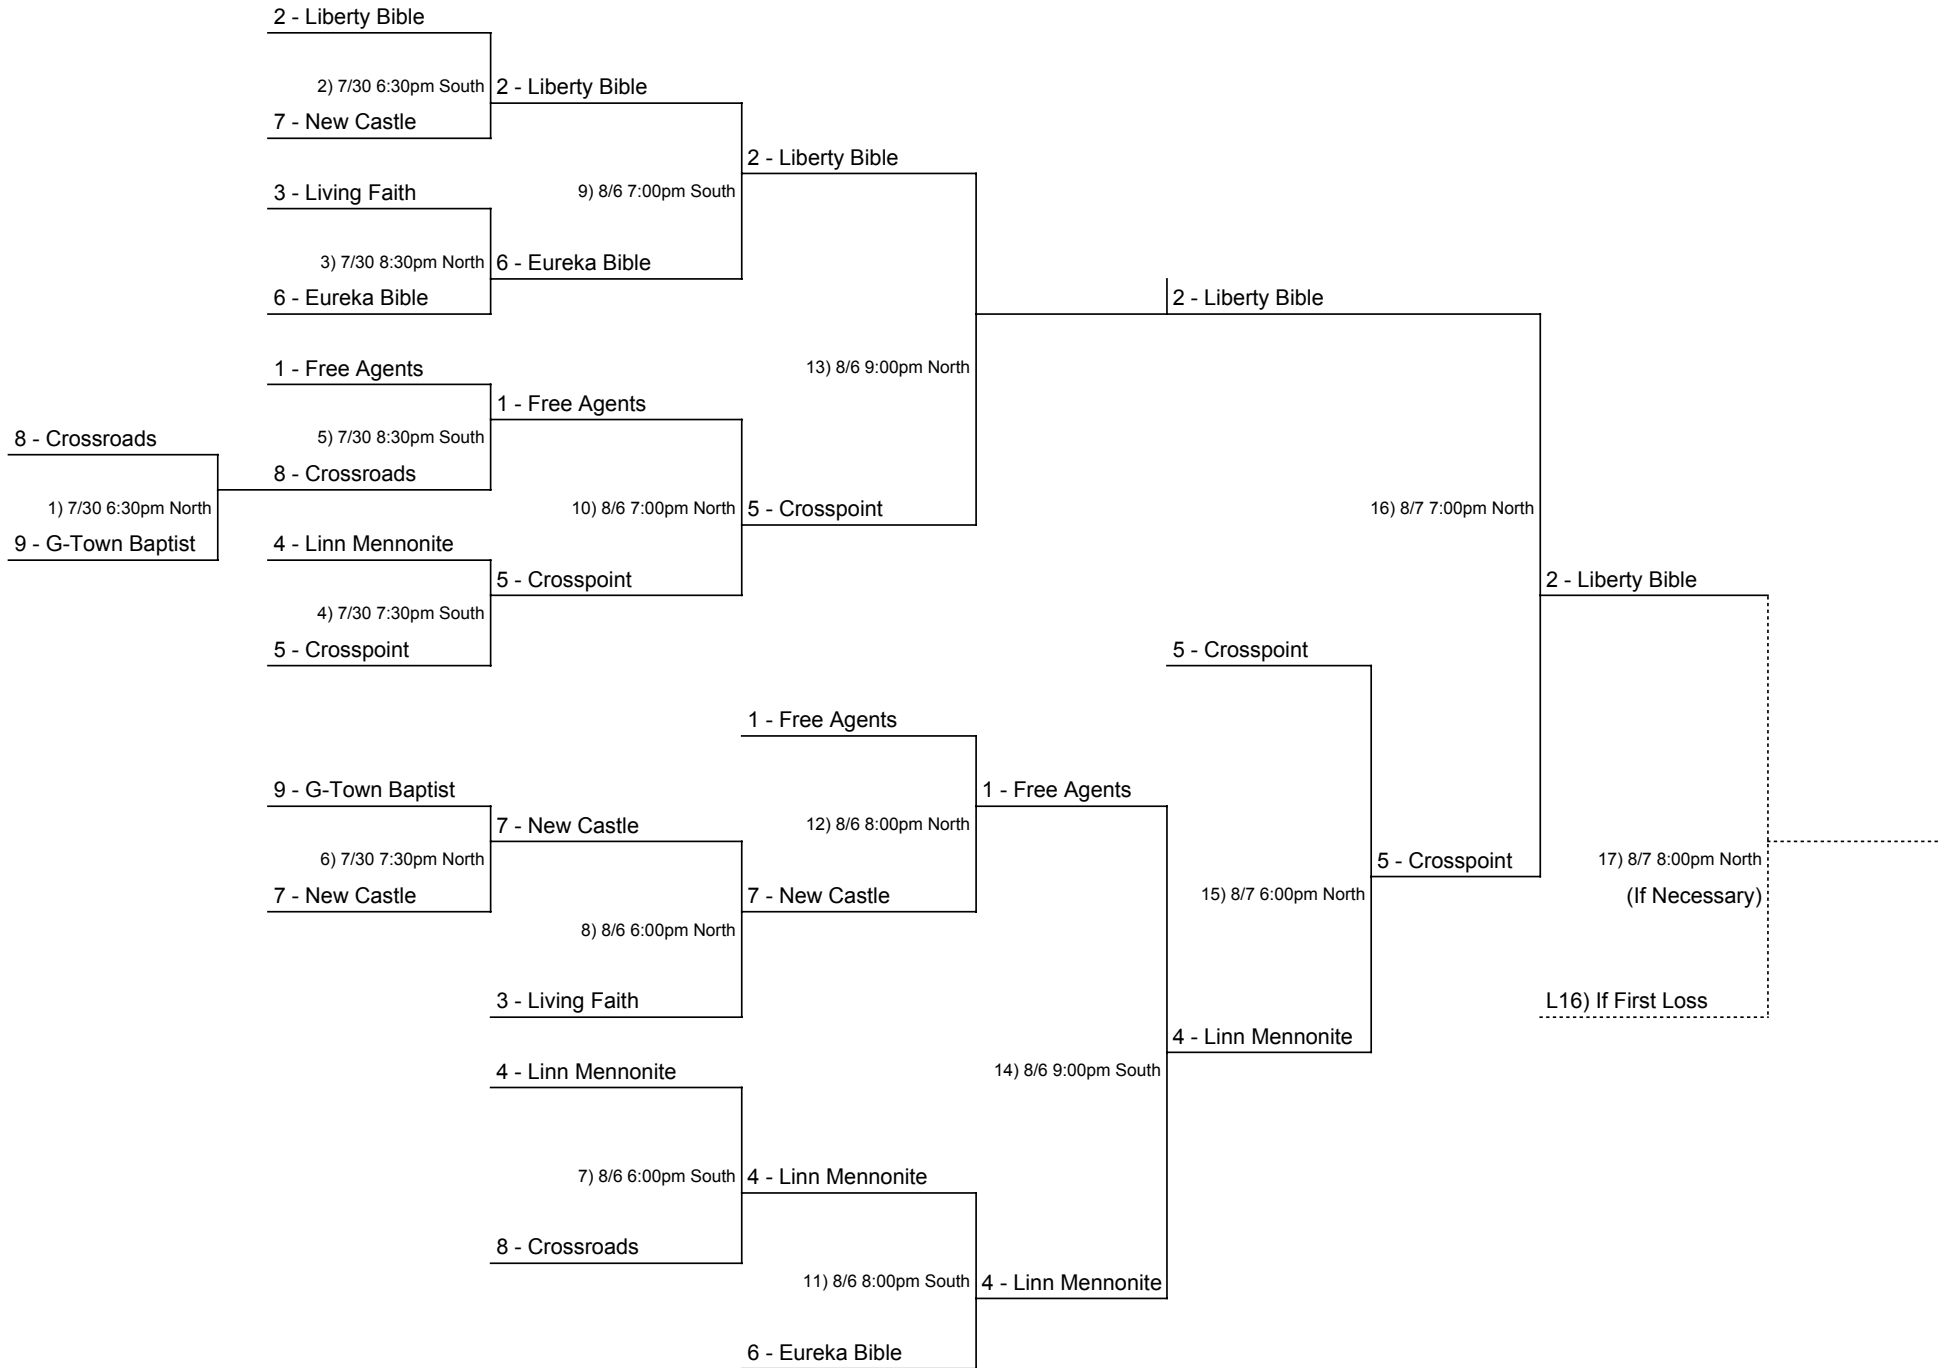 2 - Liberty Bible
2) 7/30 6:30pm South
2 - Liberty Bible
7 - New Castle
2 - Liberty Bible
3 - Living Faith
9) 8/6 7:00pm South
3) 7/30 8:30pm North
6 - Eureka Bible
6 - Eureka Bible
2 - Liberty Bible
1 - Free Agents
13) 8/6 9:00pm North
1 - Free Agents
8 - Crossroads
5) 7/30 8:30pm South
8 - Crossroads
1) 7/30 6:30pm North
10) 8/6 7:00pm North
5 - Crosspoint
16) 8/7 7:00pm North
9 - G-Town Baptist
4 - Linn Mennonite
5 - Crosspoint
2 - Liberty Bible
4) 7/30 7:30pm South
5 - Crosspoint
5 - Crosspoint
1 - Free Agents
9 - G-Town Baptist
1 - Free Agents
7 - New Castle
12) 8/6 8:00pm North
6) 7/30 7:30pm North
5 - Crosspoint
17) 8/7 8:00pm North
7 - New Castle
7 - New Castle
15) 8/7 6:00pm North
(If Necessary)
8) 8/6 6:00pm North
3 - Living Faith
L16) If First Loss
4 - Linn Mennonite
4 - Linn Mennonite
14) 8/6 9:00pm South
7) 8/6 6:00pm South
4 - Linn Mennonite
8 - Crossroads
11) 8/6 8:00pm South
4 - Linn Mennonite
6 - Eureka Bible